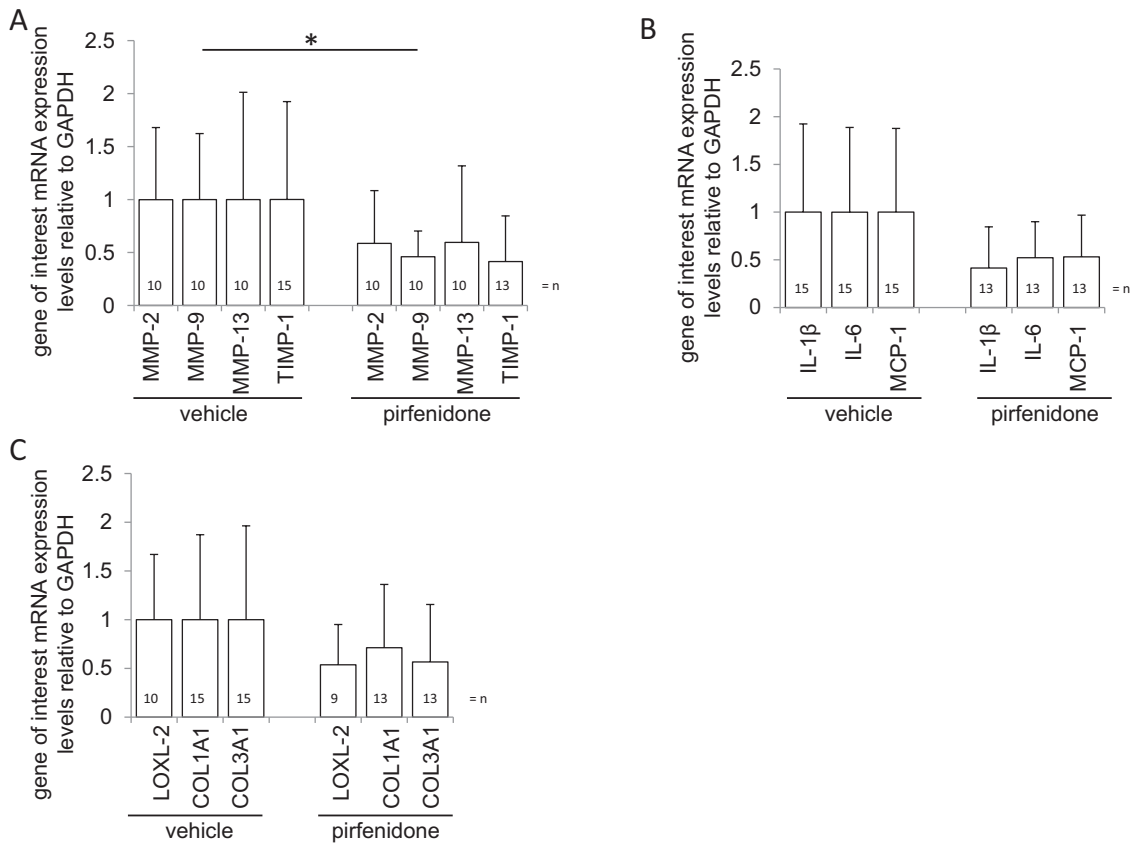 A
gene of interest mRNA expression
levels relative to GAPDH
2.5
2
1.5
1
0.5
0
*
10 10 10 15 10 10 10 13 = n
MMP-2 MMP-9 MMP-13 TIMP-1 MMP-2 MMP-9 MMP-13 TIMP-1
vehicle pirfenidone
B
gene of interest mRNA expression
levels relative to GAPDH
2.5
2
1.5
1
0.5
0
15 15 15 13 13 13 = n
IL-1β IL-6 MCP-1 IL-1β IL-6 MCP-1
vehicle pirfenidone
C
gene of interest mRNA expression
levels relative to GAPDH
2.5
2
1.5
1
0.5
0
10 15 15 9 13 13 = n
LOXL-2 COL1A1 COL3A1 LOXL-2 COL1A1 COL3A1
vehicle pirfenidone